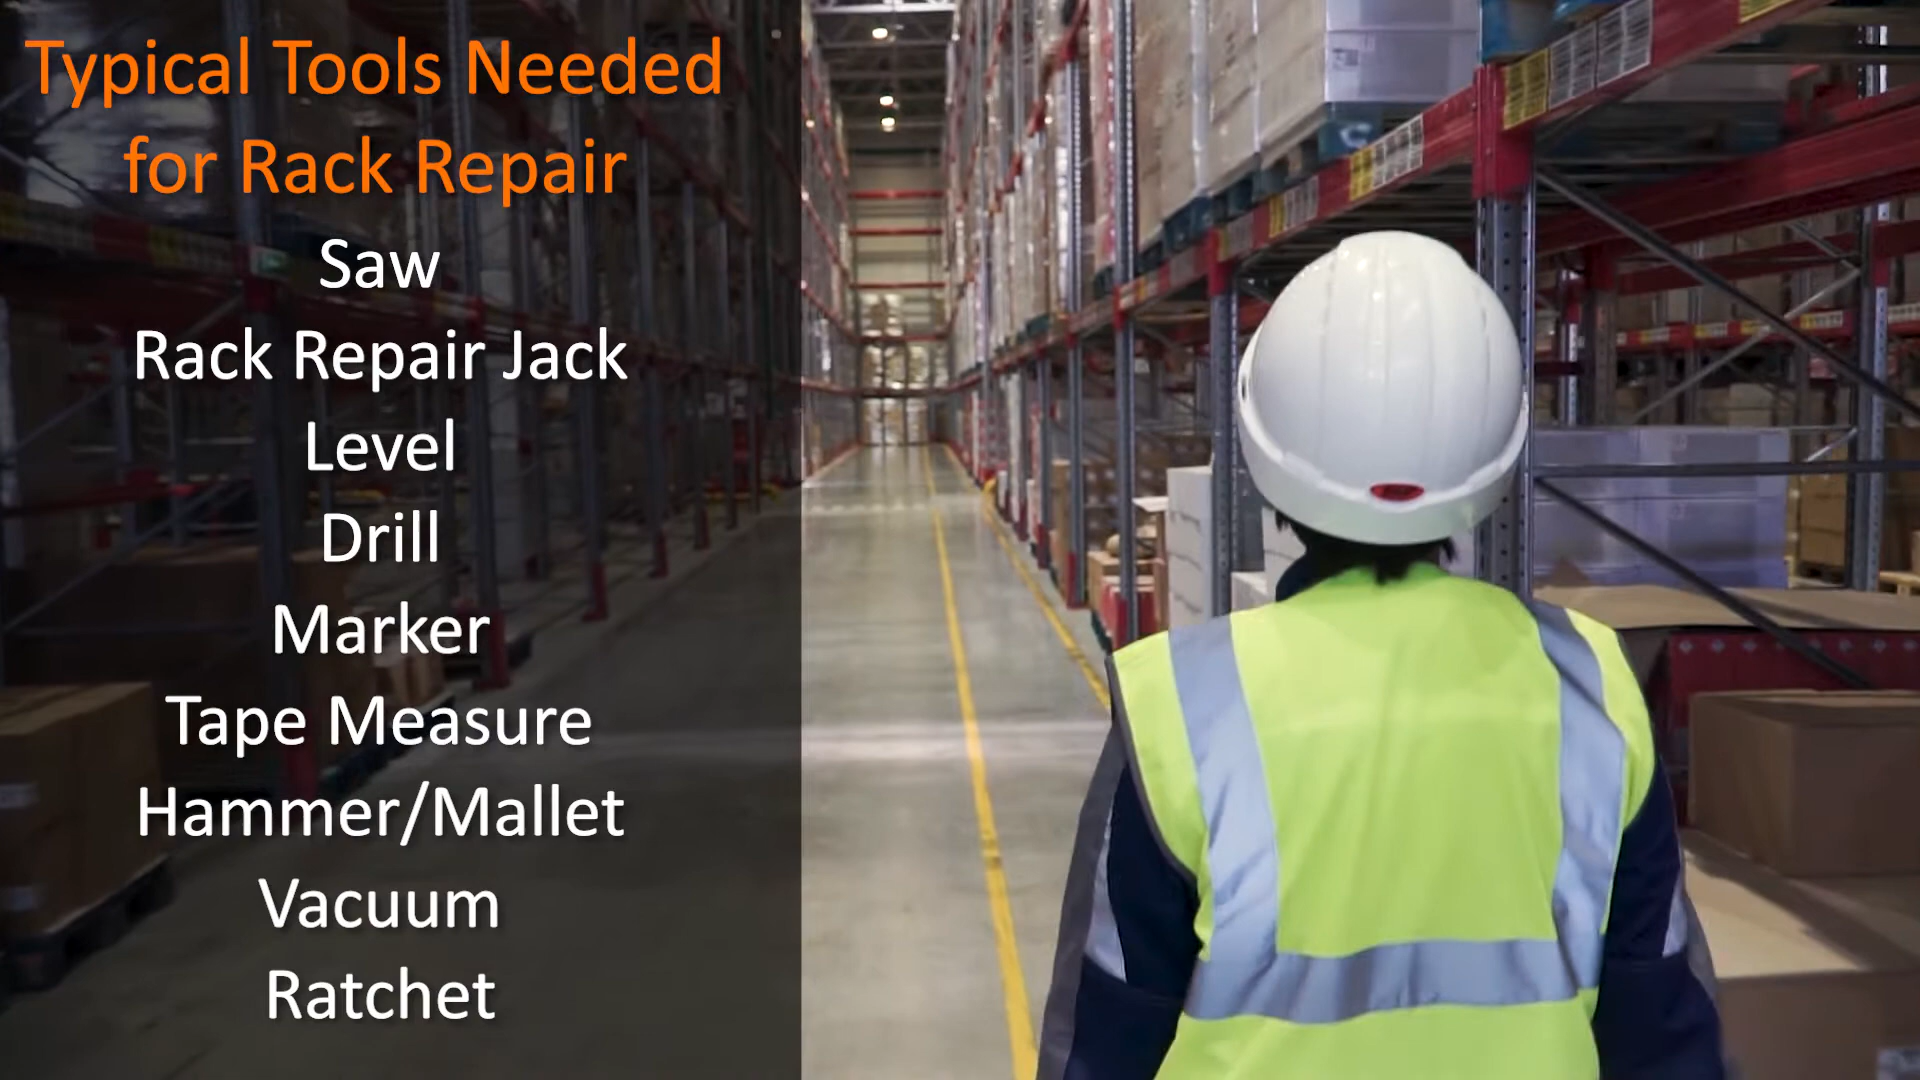 Typical Tools Needed
for Rack Repair
Saw
Rack Repair Jack
Level
Drill
Marker
Tape Measure
Hammer/Mallet
Vacuum
Ratchet